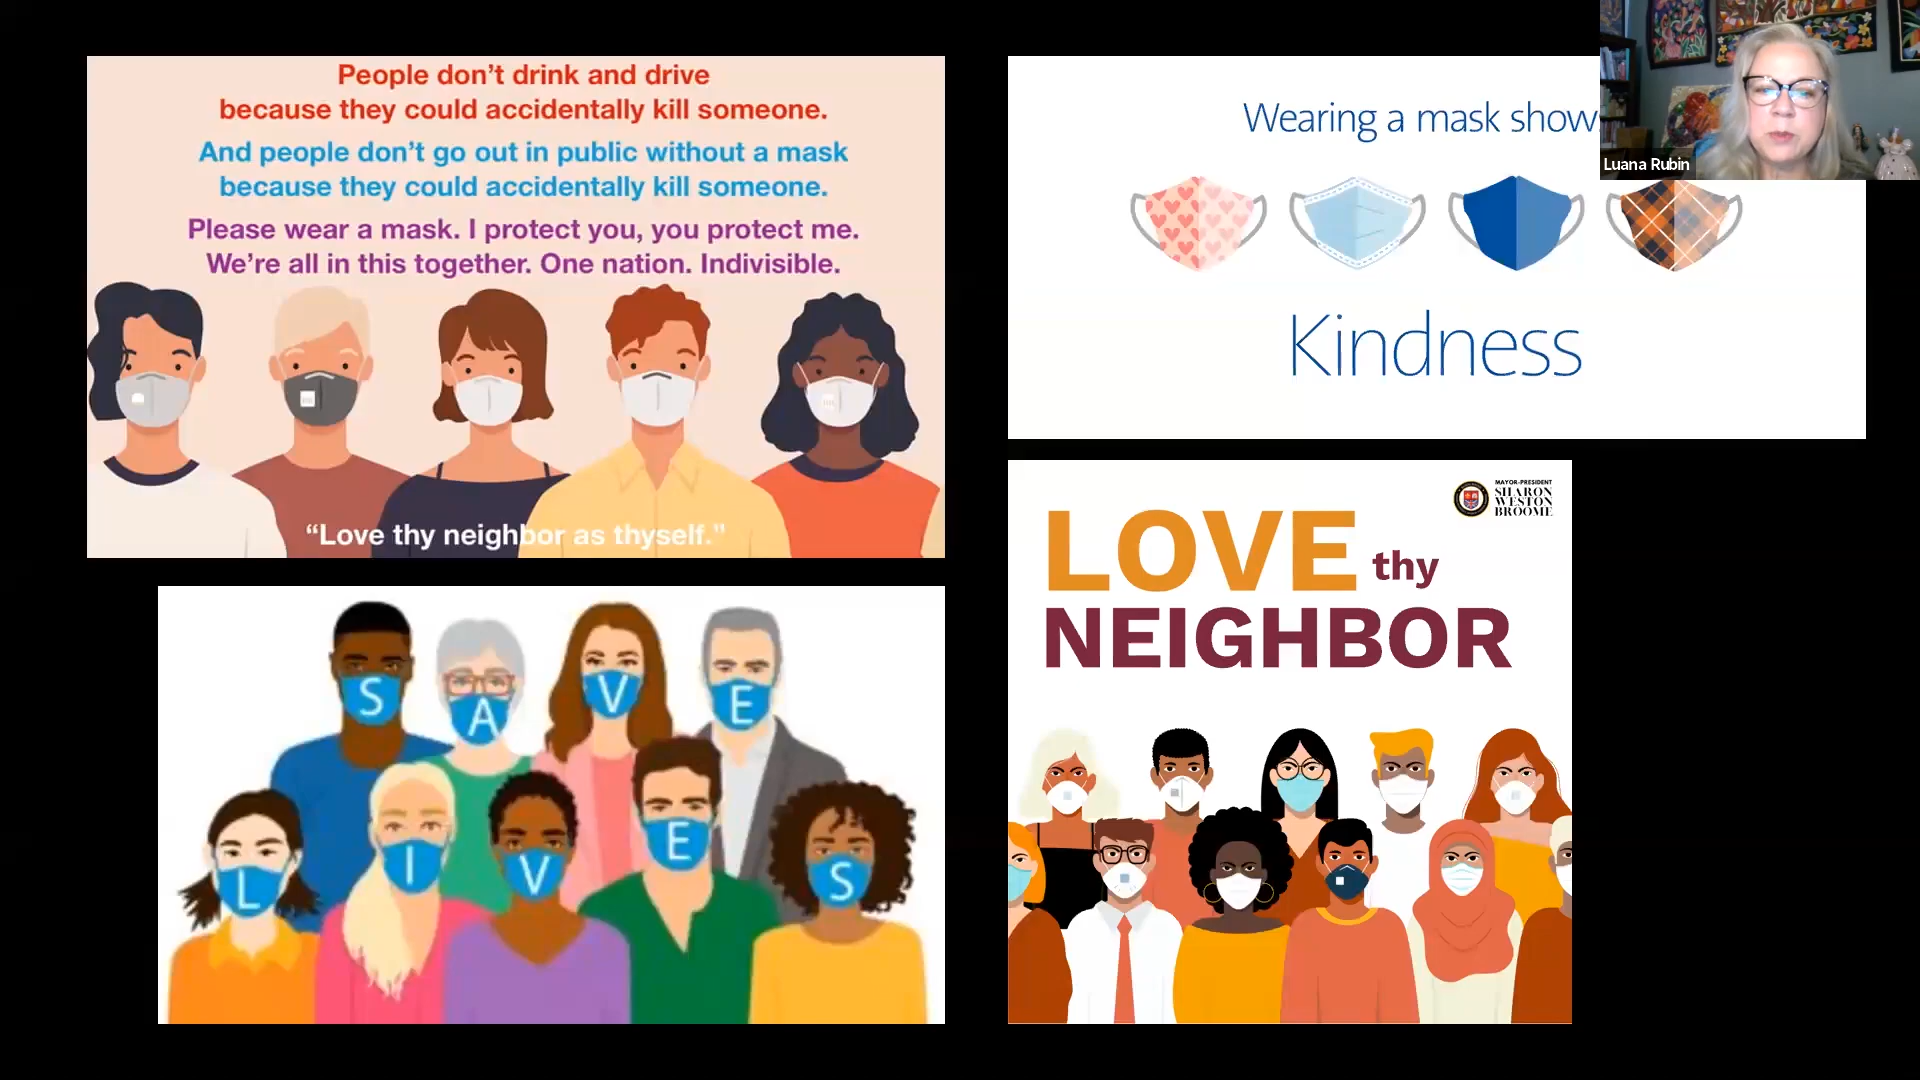 People don’t drink and drive
because they could accidentally kill someone.
And people don’t go out in public without a mask
because they could accidentally kill someone.
Please wear a mask. I protect you, you protect me.
We’re all in this together. One nation. Indivisible.
“Love thy neighbor as thyself.”
Wearing a mask show
Kindness
Luana Rubin
S A V E
L I V E S
MAYOR-PRESIDENT
SHARON
WESTON
BROOME
LOVE thy
NEIGHBOR